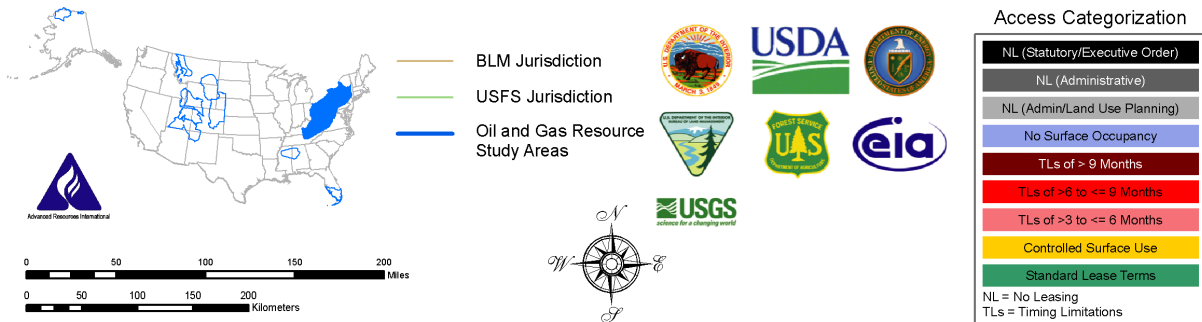 BLM Jurisdiction
USFS Jurisdiction
Oil and Gas Resource
Study Areas
Advanced Resources International
0 50 100 150 200
Miles
0 50 100 150 200
Kilometers
U.S. DEPARTMENT OF THE INTERIOR
MARCH 3, 1849
USDA
DEPARTMENT OF ENERGY
UNITED STATES OF AMERICA
U.S. DEPARTMENT OF THE INTERIOR
BUREAU OF LAND MANAGEMENT
FOREST SERVICE
U S
DEPARTMENT OF AGRICULTURE
eia
USGS
science for a changing world
N
W E
S
Access Categorization
NL (Statutory/Executive Order)
NL (Administrative)
NL (Admin/Land Use Planning)
No Surface Occupancy
TLs of > 9 Months
TLs of >6 to <= 9 Months
TLs of >3 to <= 6 Months
Controlled Surface Use
Standard Lease Terms
NL = No Leasing
TLs = Timing Limitations